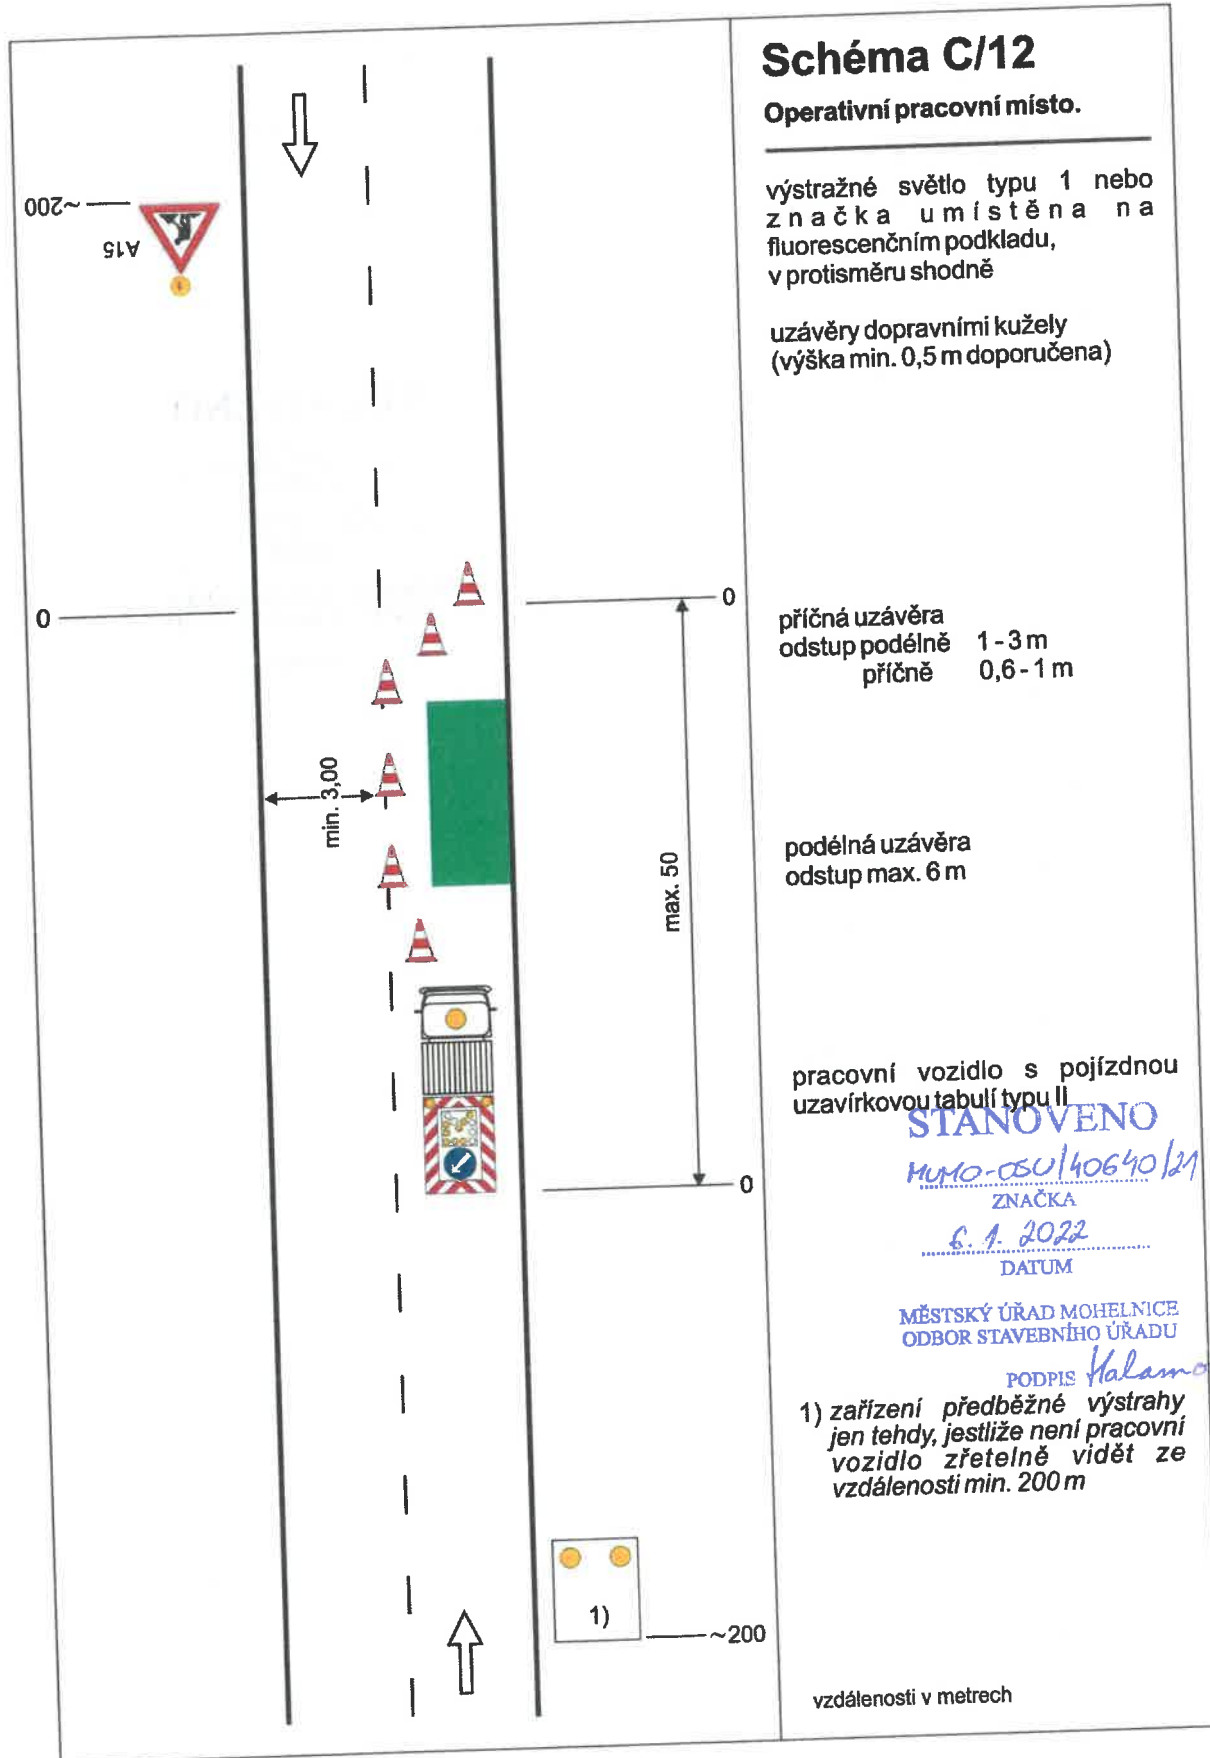 Schéma C/12
Operativní pracovní místo.
výstražné světlo typu 1 nebo
značka umístěna na
fluorescenčním podkladu,
v protisměru shodně
uzávěry dopravními kužely
(výška min. 0,5 m doporučena)
~200
A15
0
0
příčná uzávěra
odstup podélně 1 - 3 m
příčně 0,6 - 1 m
min. 3,00
max. 50
podélná uzávěra
odstup max. 6 m
pracovní vozidlo s pojízdnou
uzavírkovou tabulí typu II
STANOVENO
MUMO-OSU/40640/21
ZNAČKA
0
6. 1. 2022
DATUM
MĚSTSKÝ ÚŘAD MOHELNICE
ODBOR STAVEBNÍHO ÚŘADU
PODPIS
1) zařízení předběžné výstrahy
jen tehdy, jestliže není pracovní
vozidlo zřetelně vidět ze
vzdálenosti min. 200 m
1)
~200
vzdálenosti v metrech